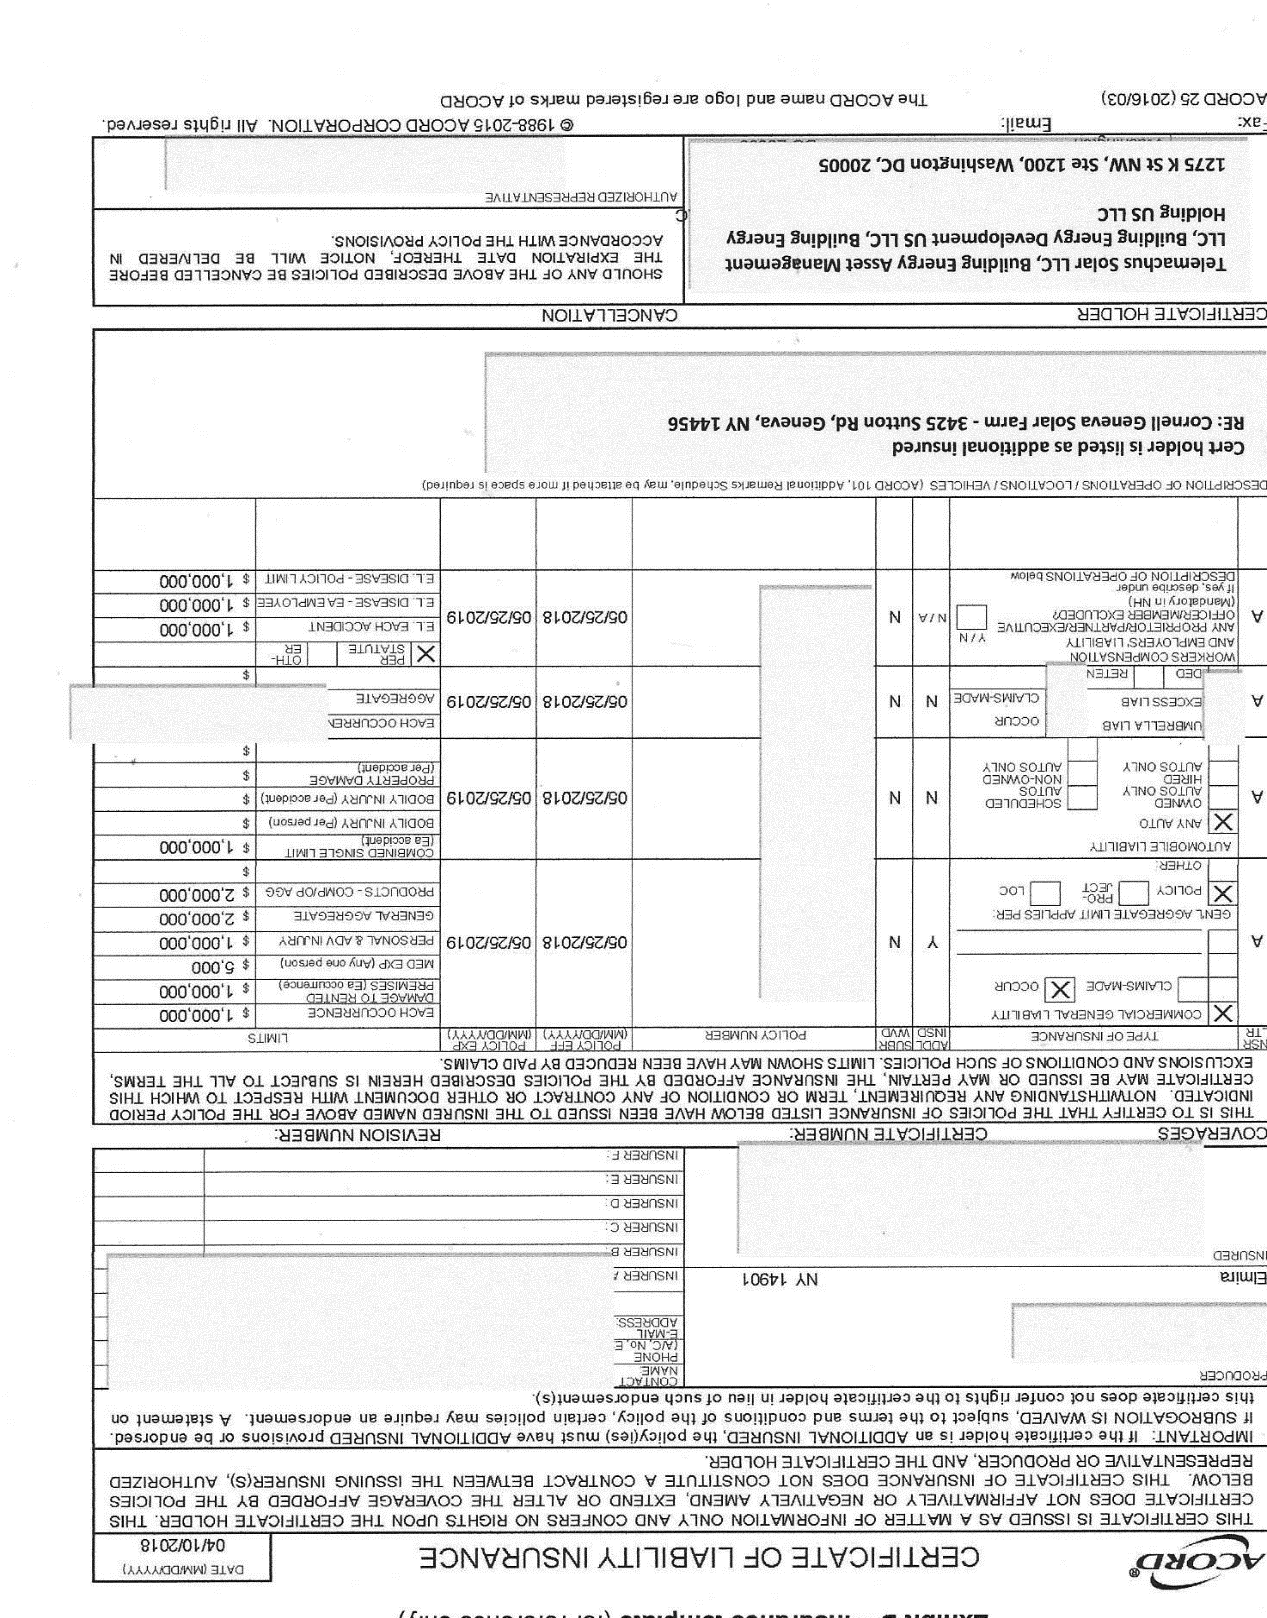 Exhibit B – Insurance template (for reference only)
ACORD®
CERTIFICATE OF LIABILITY INSURANCE
DATE (MM/DD/YYYY)
04/10/2018
THIS CERTIFICATE IS ISSUED AS A MATTER OF INFORMATION ONLY AND CONFERS NO RIGHTS UPON THE CERTIFICATE HOLDER. THIS
CERTIFICATE DOES NOT AFFIRMATIVELY OR NEGATIVELY AMEND, EXTEND OR ALTER THE COVERAGE AFFORDED BY THE POLICIES
BELOW. THIS CERTIFICATE OF INSURANCE DOES NOT CONSTITUTE A CONTRACT BETWEEN THE ISSUING INSURER(S), AUTHORIZED
REPRESENTATIVE OR PRODUCER, AND THE CERTIFICATE HOLDER.
IMPORTANT: If the certificate holder is an ADDITIONAL INSURED, the policy(ies) must have ADDITIONAL INSURED provisions or be endorsed.
If SUBROGATION IS WAIVED, subject to the terms and conditions of the policy, certain policies may require an endorsement. A statement on
this certificate does not confer rights to the certificate holder in lieu of such endorsement(s).
PRODUCER
Elmira NY 14901
CONTACT
NAME
PHONE
(A/C, No, E
E-MAIL
ADDRESS:
INSURER
INSURER B:
INSURER C:
INSURER D:
INSURER E:
INSURER F:
INSURED
COVERAGES CERTIFICATE NUMBER: REVISION NUMBER:
THIS IS TO CERTIFY THAT THE POLICIES OF INSURANCE LISTED BELOW HAVE BEEN ISSUED TO THE INSURED NAMED ABOVE FOR THE POLICY PERIOD
INDICATED. NOTWITHSTANDING ANY REQUIREMENT, TERM OR CONDITION OF ANY CONTRACT OR OTHER DOCUMENT WITH RESPECT TO WHICH THIS
CERTIFICATE MAY BE ISSUED OR MAY PERTAIN, THE INSURANCE AFFORDED BY THE POLICIES DESCRIBED HEREIN IS SUBJECT TO ALL THE TERMS,
EXCLUSIONS AND CONDITIONS OF SUCH POLICIES. LIMITS SHOWN MAY HAVE BEEN REDUCED BY PAID CLAIMS.
INSR LTR
TYPE OF INSURANCE
ADDL INSD
SUBR WVD
POLICY NUMBER
POLICY EFF (MM/DD/YYYY)
POLICY EXP (MM/DD/YYYY)
LIMITS
A
X COMMERCIAL GENERAL LIABILITY
CLAIMS-MADE X OCCUR
GEN'L AGGREGATE LIMIT APPLIES PER:
X POLICY PRO-JECT LOC
OTHER:
Y N 05/25/2018 05/25/2019
EACH OCCURRENCE $ 1,000,000
DAMAGE TO RENTED
PREMISES (Ea occurrence) $ 1,000,000
MED EXP (Any one person) $ 5,000
PERSONAL & ADV INJURY $ 1,000,000
GENERAL AGGREGATE $ 2,000,000
PRODUCTS - COMP/OP AGG $ 2,000,000
$
A
AUTOMOBILE LIABILITY
X ANY AUTO
OWNED AUTOS ONLY
SCHEDULED AUTOS
HIRED AUTOS ONLY
NON-OWNED AUTOS ONLY
N N 05/25/2018 05/25/2019
COMBINED SINGLE LIMIT
(Ea accident) $ 1,000,000
BODILY INJURY (Per person) $
BODILY INJURY (Per accident) $
PROPERTY DAMAGE
(Per accident) $
$
A
UMBRELLA LIAB OCCUR
EXCESS LIAB CLAIMS-MADE
DED RETEN
N N 05/25/2018 05/25/2019
EACH OCCURREN
AGGREGATE
$
A
WORKERS COMPENSATION
AND EMPLOYERS' LIABILITY
Y / N
ANY PROPRIETOR/PARTNER/EXECUTIVE
OFFICER/MEMBER EXCLUDED?
(Mandatory in NH)
If yes, describe under
DESCRIPTION OF OPERATIONS below
N / A N 05/25/2018 05/25/2019
X PER STATUTE OTH-ER
E.L. EACH ACCIDENT $ 1,000,000
E.L. DISEASE - EA EMPLOYEE $ 1,000,000
E.L. DISEASE - POLICY LIMIT $ 1,000,000
DESCRIPTION OF OPERATIONS / LOCATIONS / VEHICLES (ACORD 101, Additional Remarks Schedule, may be attached if more space is required)
Cert holder is listed as additional insured
RE: Cornell Geneva Solar Farm - 3425 Sutton Rd, Geneva, NY 14456
CERTIFICATE HOLDER
CANCELLATION
Telemachus Solar LLC, Building Energy Asset Management
LLC, Building Energy Development US LLC, Building Energy
Holding US LLC
1275 K St NW, Ste 1200, Washington DC, 20005
Fax: Email:
SHOULD ANY OF THE ABOVE DESCRIBED POLICIES BE CANCELLED BEFORE
THE EXPIRATION DATE THEREOF, NOTICE WILL BE DELIVERED IN
ACCORDANCE WITH THE POLICY PROVISIONS.
AUTHORIZED REPRESENTATIVE
© 1988-2015 ACORD CORPORATION. All rights reserved.
ACORD 25 (2016/03)
The ACORD name and logo are registered marks of ACORD